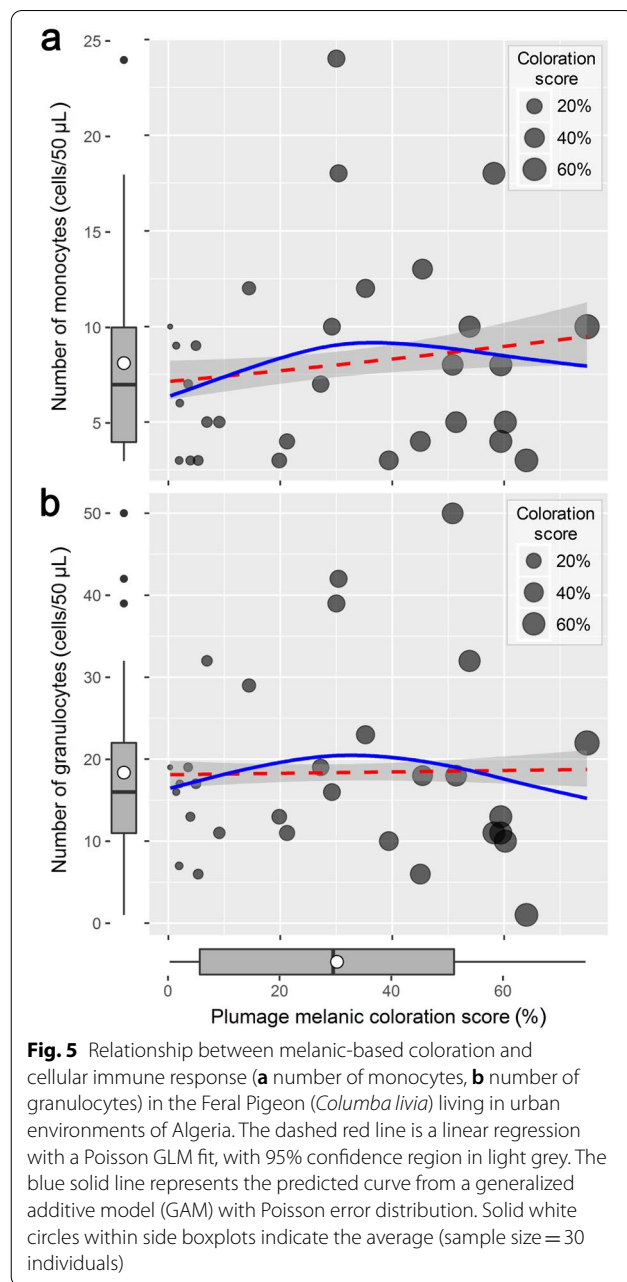 a
25
20
15
10
5
Number of monocytes (cells/50 µL)
Coloration
score
20%
40%
60%
b
50
40
30
20
10
0
Number of granulocytes (cells/50 µL)
Coloration
score
20%
40%
60%
0 20 40 60
Plumage melanic coloration score (%)
Fig. 5 Relationship between melanic-based coloration and
cellular immune response (a number of monocytes, b number of
granulocytes) in the Feral Pigeon (Columba livia) living in urban
environments of Algeria. The dashed red line is a linear regression
with a Poisson GLM fit, with 95% confidence region in light grey. The
blue solid line represents the predicted curve from a generalized
additive model (GAM) with Poisson error distribution. Solid white
circles within side boxplots indicate the average (sample size = 30
individuals)